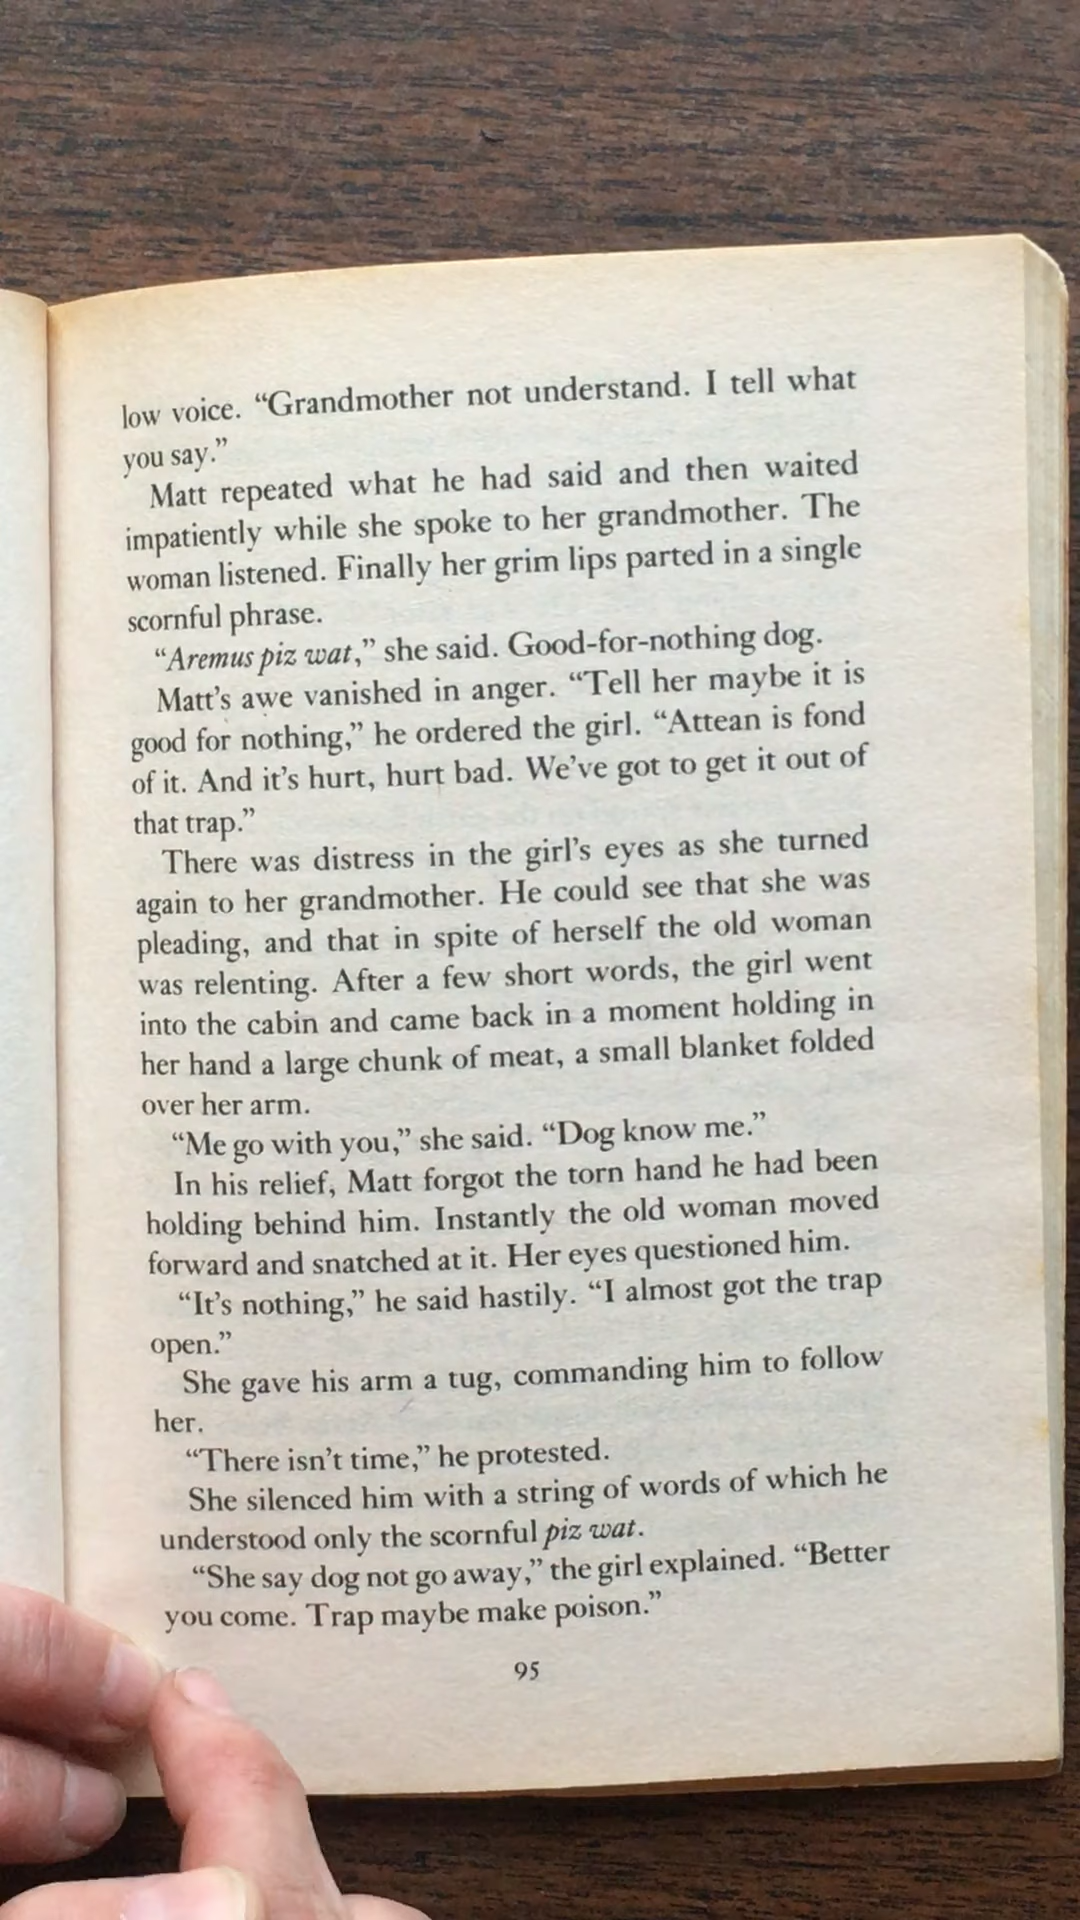 low voice. “Grandmother not understand. I tell what
you say.”
Matt repeated what he had said and then waited
impatiently while she spoke to her grandmother. The
woman listened. Finally her grim lips parted in a single
scornful phrase.
“Aremus piz wat,” she said. Good-for-nothing dog.
Matt’s awe vanished in anger. “Tell her maybe it is
good for nothing,” he ordered the girl. “Attean is fond
of it. And it’s hurt, hurt bad. We’ve got to get it out of
that trap.”
There was distress in the girl’s eyes as she turned
again to her grandmother. He could see that she was
pleading, and that in spite of herself the old woman
was relenting. After a few short words, the girl went
into the cabin and came back in a moment holding in
her hand a large chunk of meat, a small blanket folded
over her arm.
“Me go with you,” she said. “Dog know me.”
In his relief, Matt forgot the torn hand he had been
holding behind him. Instantly the old woman moved
forward and snatched at it. Her eyes questioned him.
“It’s nothing,” he said hastily. “I almost got the trap
open.”
She gave his arm a tug, commanding him to follow
her.
“There isn’t time,” he protested.
She silenced him with a string of words of which he
understood only the scornful piz wat.
“She say dog not go away,” the girl explained. “Better
you come. Trap maybe make poison.”
95